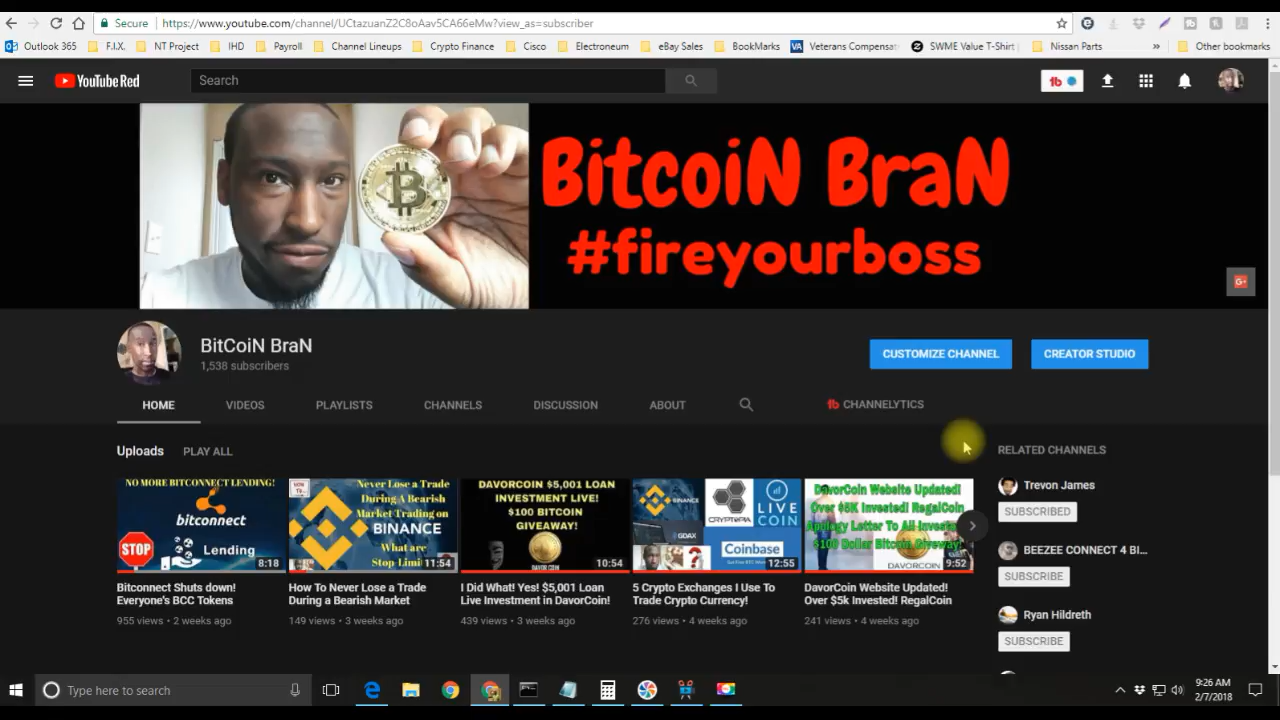 Secure
https://www.youtube.com/channel/UCtazuanZ2C8oAav5CA66eMw?view_as=subscriber
Outlook 365 F.I.X. NT Project IHD Payroll Channel Lineups Crypto Finance Cisco Electroneum eBay Sales BookMarks VA Veterans Compensat SWME Value T-Shirt Nissan Parts » Other bookmarks
YouTube Red
Search
BitcoiN BraN
#fireyourboss
G+
BitCoiN BraN
1,538 subscribers
CUSTOMIZE CHANNEL CREATOR STUDIO
HOME VIDEOS PLAYLISTS CHANNELS DISCUSSION ABOUT CHANNELYTICS
Uploads PLAY ALL
NO MORE BITCONNECT LENDING!
bitconnect
STOP
Lending
8:18
Bitconnect Shuts down!
Everyone's BCC Tokens
955 views • 2 weeks ago
Never Lose a Trade
During A Bearish
Market Trading on
BINANCE
What are
Stop Limi
11:54
How To Never Lose a Trade
During a Bearish Market
149 views • 3 weeks ago
DAVORCOIN $5,001 LOAN
INVESTMENT LIVE!
$100 BITCOIN
GIVEAWAY!
10:54
I Did What! Yes! $5,001 Loan
Live Investment in DavorCoin!
439 views • 3 weeks ago
BINANCE
CRYPTOPIA
LIVE
COIN
GDAX
Coinbase
12:55
5 Crypto Exchanges I Use To
Trade Crypto Currency!
276 views • 4 weeks ago
DavorCoin Website Updated!
Over $5K Invested! RegalCoin
Apology Letter To All Invest
$100 Dollar Bitcoin Giveway!
DAVORCOIN
9:52
DavorCoin Website Updated!
Over $5k Invested! RegalCoin
241 views • 4 weeks ago
RELATED CHANNELS
Trevon James
SUBSCRIBED
BEEZEE CONNECT 4 BI...
SUBSCRIBE
Ryan Hildreth
SUBSCRIBE
Type here to search
9:26 AM
2/7/2018